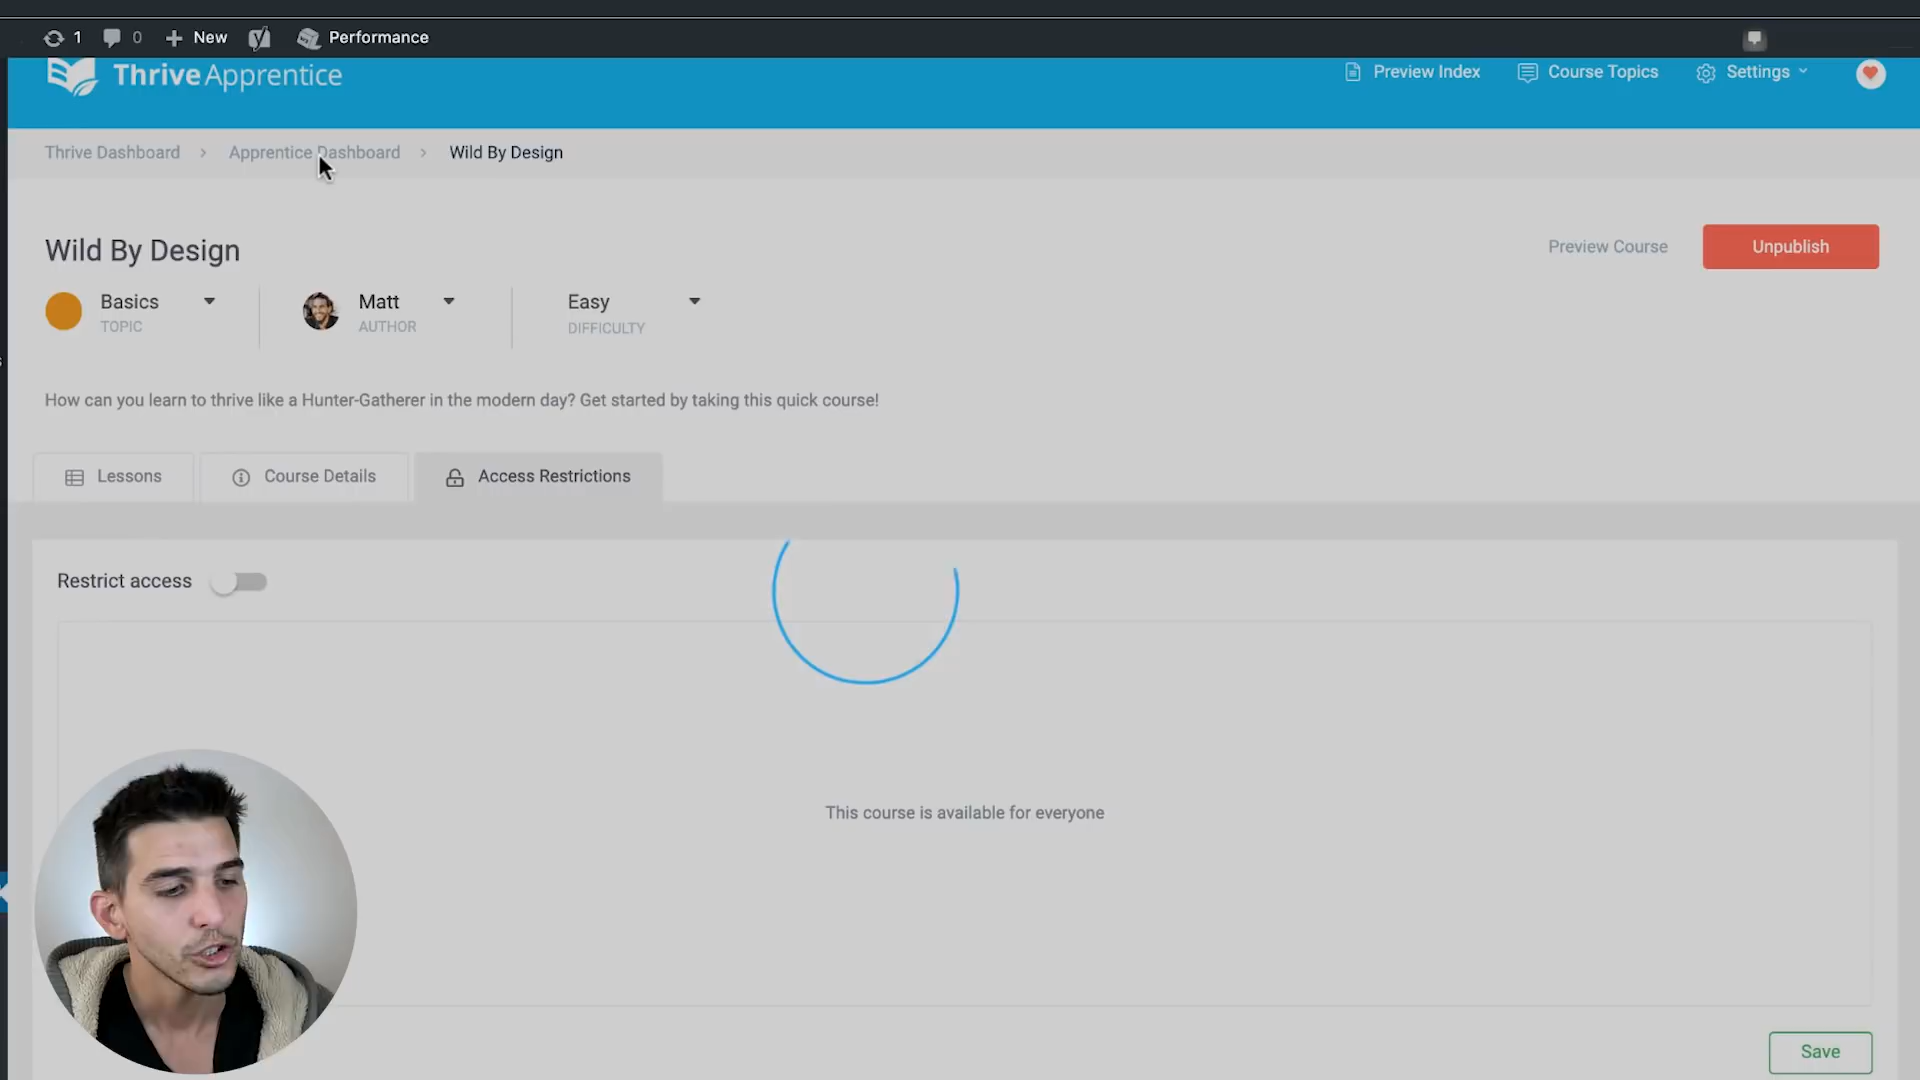 1 0 New Performance
Thrive Apprentice Preview Index Course Topics Settings
Thrive Dashboard > Apprentice Dashboard > Wild By Design
Wild By Design Preview Course Unpublish
Basics Matt Easy
TOPIC AUTHOR DIFFICULTY
How can you learn to thrive like a Hunter-Gatherer in the modern day? Get started by taking this quick course!
Lessons Course Details Access Restrictions
Restrict access
This course is available for everyone
Save